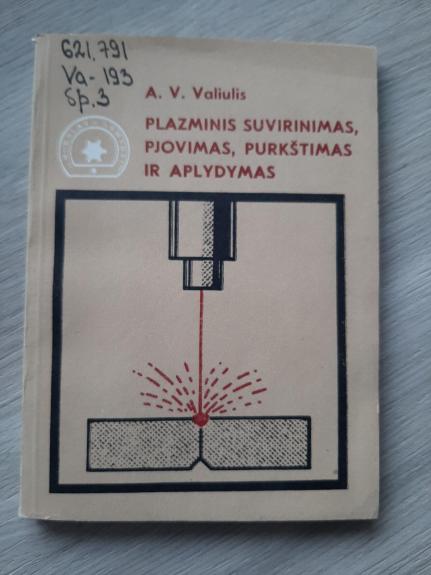 621.791
Va-193
Sp.3
A. V. Valiulis
PLAZMINIS SUVIRINIMAS,
PJOVIMAS, PURKŠTIMAS
IR APLYDYMAS